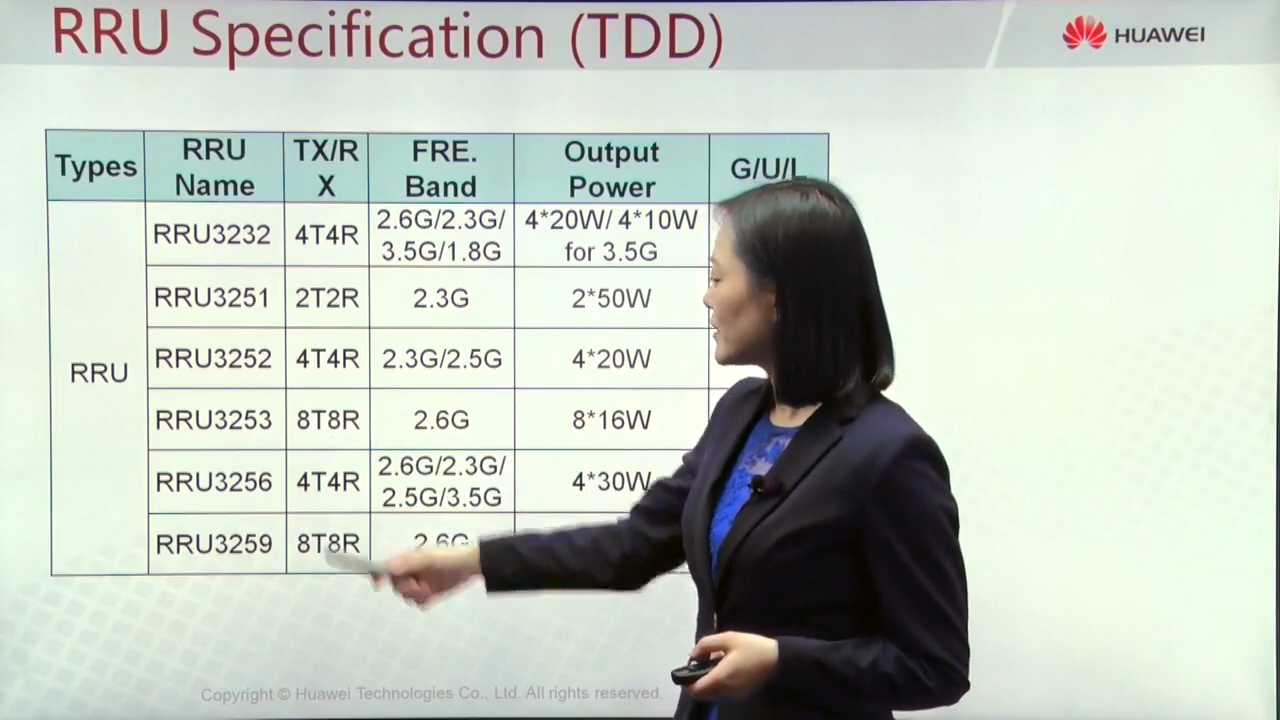 RRU Specification (TDD)
HUAWEI
Types
RRU
Name
TX/R
X
FRE.
Band
Output
Power
G/U/L
RRU
RRU3232
4T4R
2.6G/2.3G/
3.5G/1.8G
4*20W/ 4*10W
for 3.5G
RRU3251
2T2R
2.3G
2*50W
RRU3252
4T4R
2.3G/2.5G
4*20W
RRU3253
8T8R
2.6G
8*16W
RRU3256
4T4R
2.6G/2.3G/
2.5G/3.5G
4*30W
RRU3259
8T8R
2.6G
Copyright © Huawei Technologies Co., Ltd. All rights reserved.